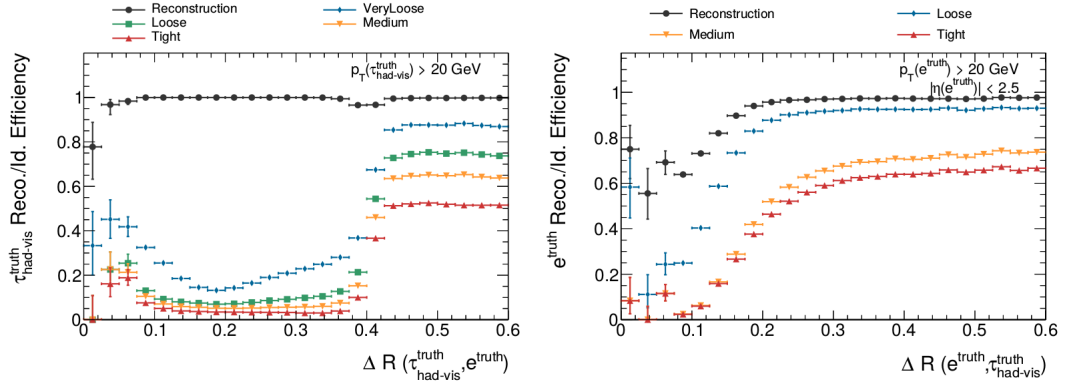 Reconstruction
VeryLoose
Loose
Medium
Tight
p_T(τ^truth_had-vis) > 20 GeV
τ^truth_had-vis Reco./Id. Efficiency
1
0.8
0.6
0.4
0.2
0
0.1
0.2
0.3
0.4
0.5
0.6
Δ R (τ^truth_had-vis, e^truth)
Reconstruction
Loose
Medium
Tight
p_T(e^truth) > 20 GeV
|η(e^truth)| < 2.5
e^truth Reco./Id. Efficiency
1
0.8
0.6
0.4
0.2
0
0
0.1
0.2
0.3
0.4
0.5
0.6
Δ R (e^truth, τ^truth_had-vis)